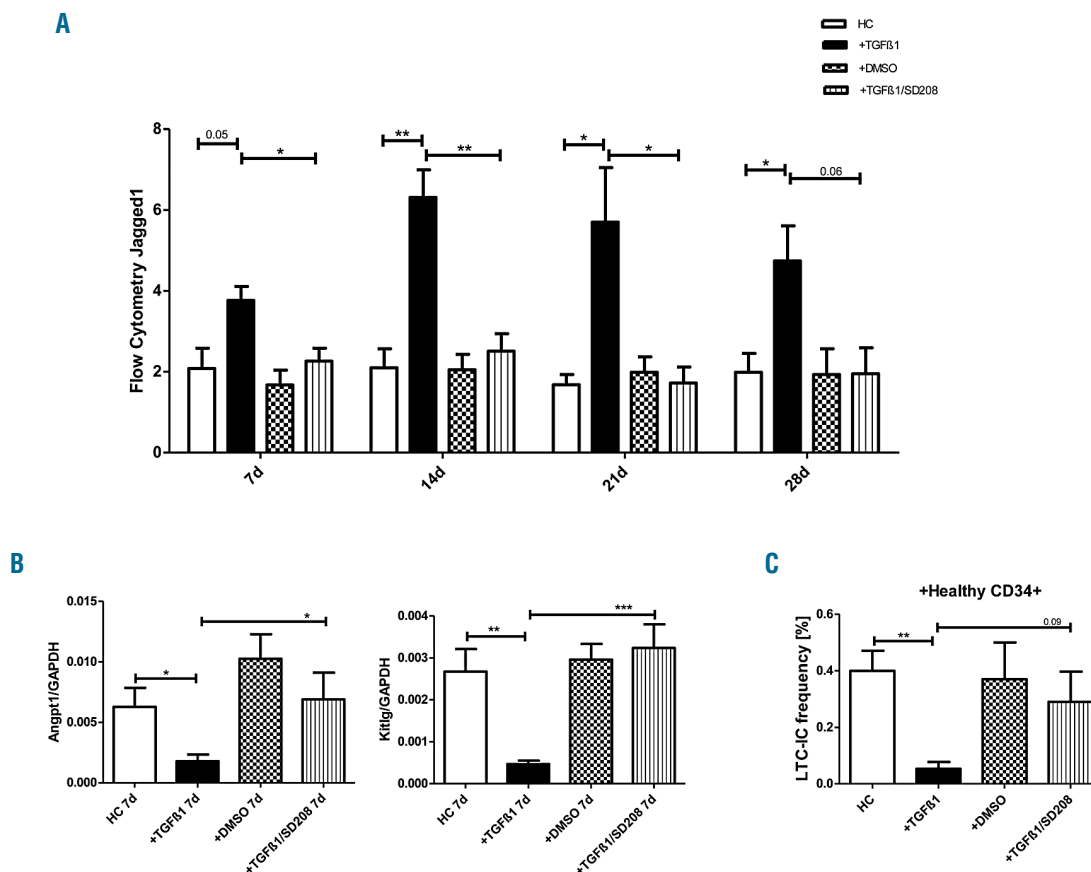 A
HC
+TGFß1
+DMSO
+TGFß1/SD208
Flow Cytometry Jagged1
8
6
4
2
0
0.05
*
**
**
*
*
*
0.06
7d
14d
21d
28d
B
Angpt1/GAPDH
0.015
0.010
0.005
0.000
*
*
HC 7d
+TGFß1 7d
+DMSO 7d
+TGFß1/SD208 7d
Kitlg/GAPDH
0.004
0.003
0.002
0.001
0.000
**
***
HC 7d
+TGFß1 7d
+DMSO 7d
+TGFß1/SD208 7d
C
+Healthy CD34+
LTC-IC frequency [%]
0.6
0.4
0.2
0.0
**
0.09
HC
+TGFß1
+DMSO
+TGFß1/SD208